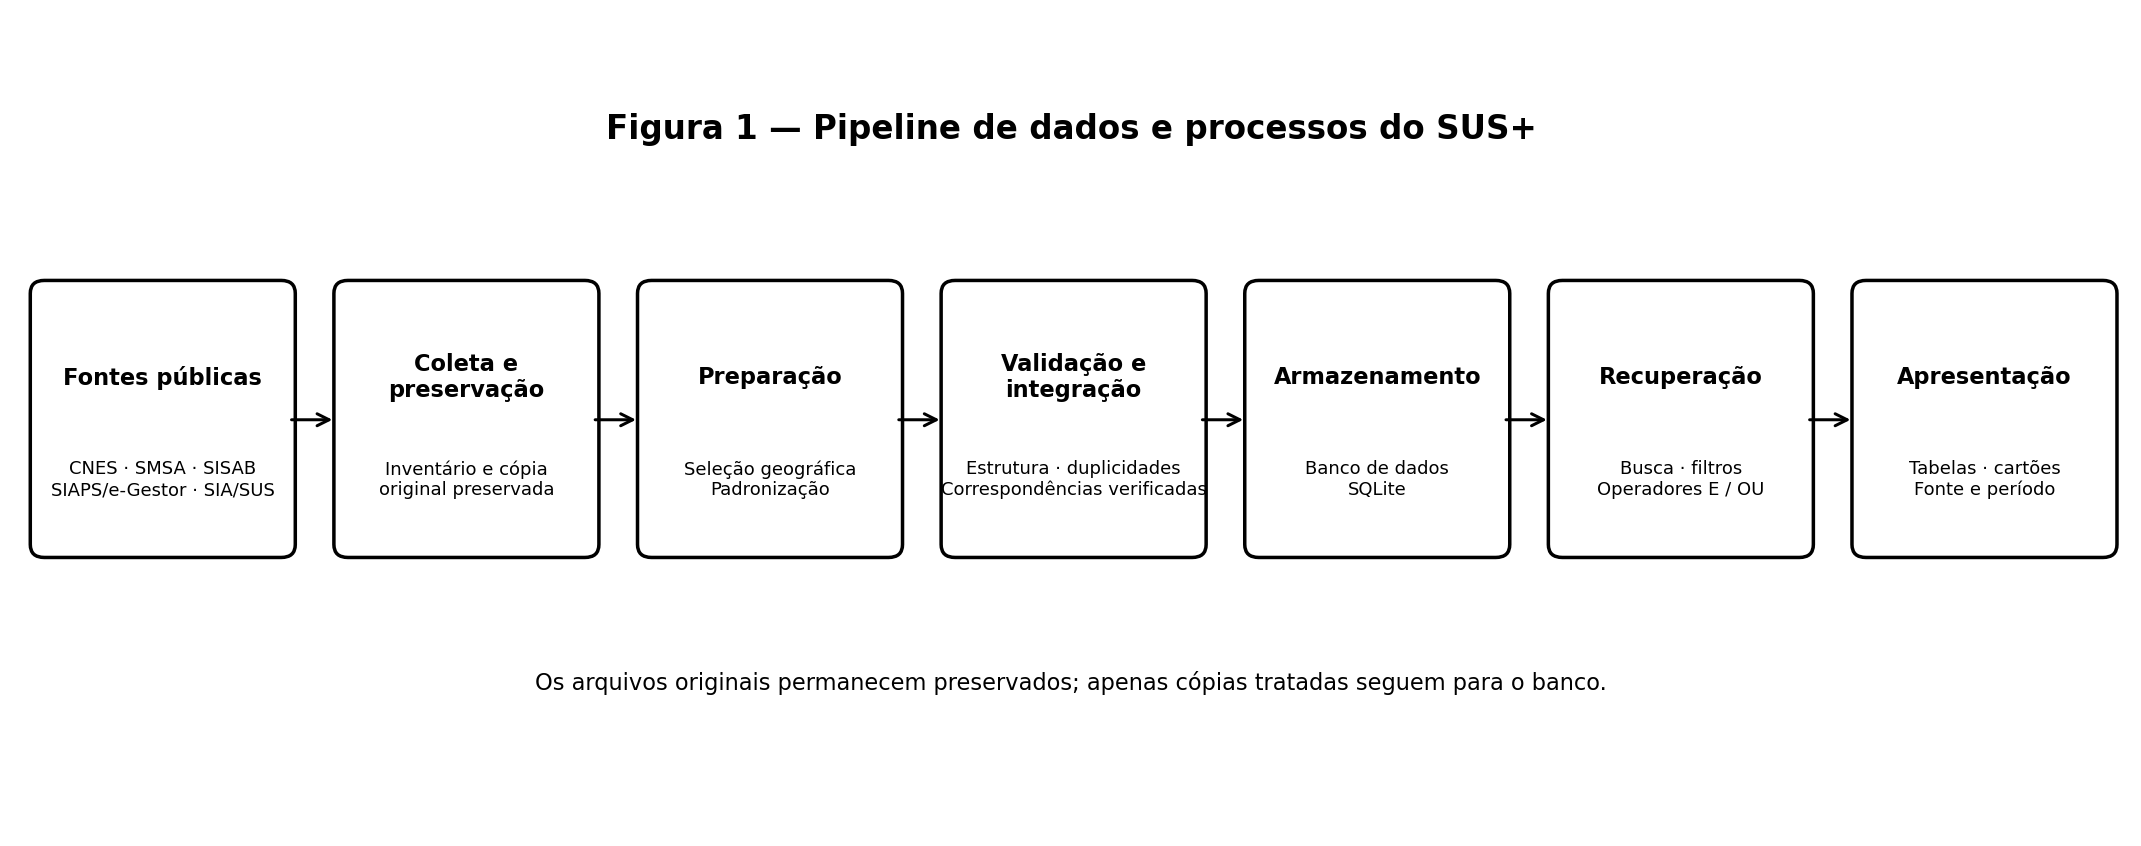 Figura 1 — Pipeline de dados e processos do SUS+
Fontes públicas
CNES · SMSA · SISAB
SIAPS/e-Gestor · SIA/SUS
Coleta e
preservação
Inventário e cópia
original preservada
Preparação
Seleção geográfica
Padronização
Validação e
integração
Estrutura · duplicidades
Correspondências verificadas
Armazenamento
Banco de dados
SQLite
Recuperação
Busca · filtros
Operadores E / OU
Apresentação
Tabelas · cartões
Fonte e período
Os arquivos originais permanecem preservados; apenas cópias tratadas seguem para o banco.